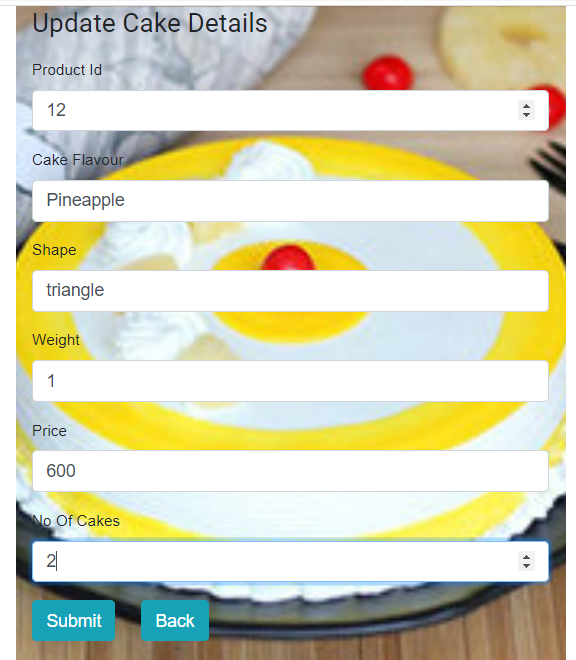 Update Cake Details
Product Id
12
Cake Flavour
Pineapple
Shape
triangle
Weight
1
Price
600
No Of Cakes
2
Submit Back